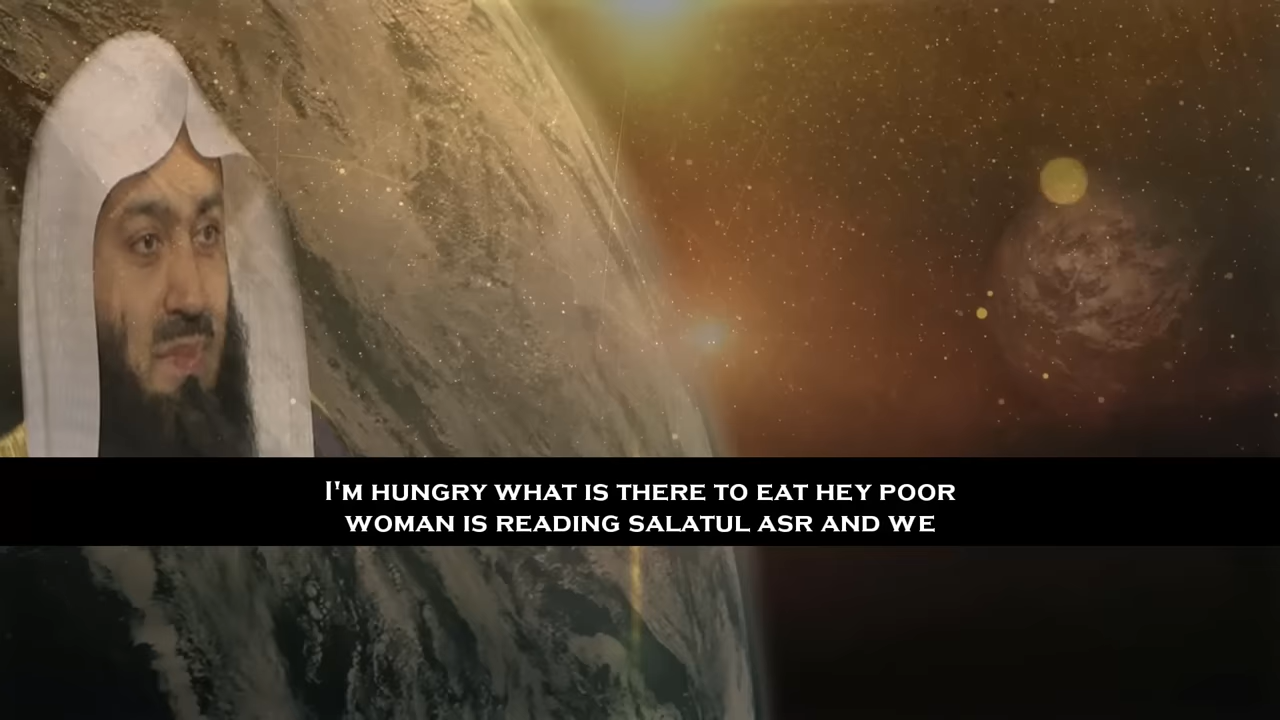 I'M HUNGRY WHAT IS THERE TO EAT HEY POOR
WOMAN IS READING SALATUL ASR AND WE